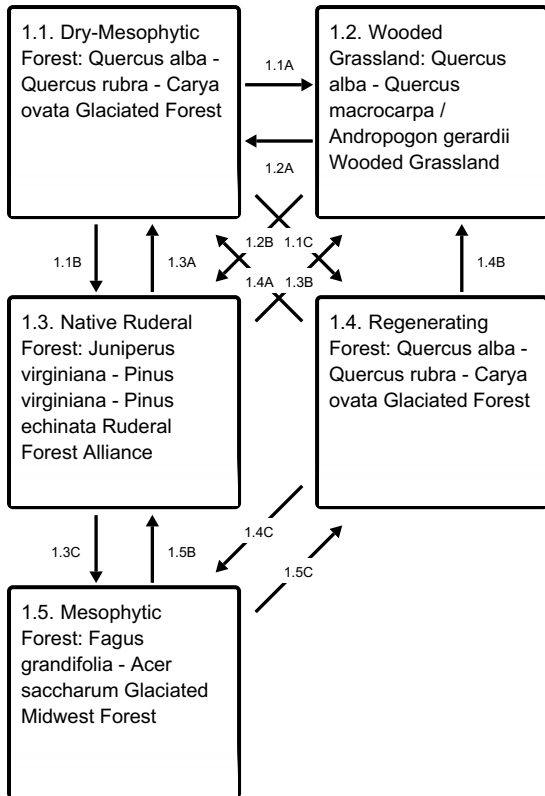 1.1. Dry-Mesophytic
Forest: Quercus alba -
Quercus rubra - Carya
ovata Glaciated Forest
1.1A
1.2A
1.2. Wooded
Grassland: Quercus
alba - Quercus
macrocarpa /
Andropogon gerardii
Wooded Grassland
1.1B
1.3A
1.2B
1.1C
1.4A
1.3B
1.4B
1.3. Native Ruderal
Forest: Juniperus
virginiana - Pinus
virginiana - Pinus
echinata Ruderal
Forest Alliance
1.4. Regenerating
Forest: Quercus alba -
Quercus rubra - Carya
ovata Glaciated Forest
1.3C
1.5B
1.4C
1.5C
1.5. Mesophytic
Forest: Fagus
grandifolia - Acer
saccharum Glaciated
Midwest Forest